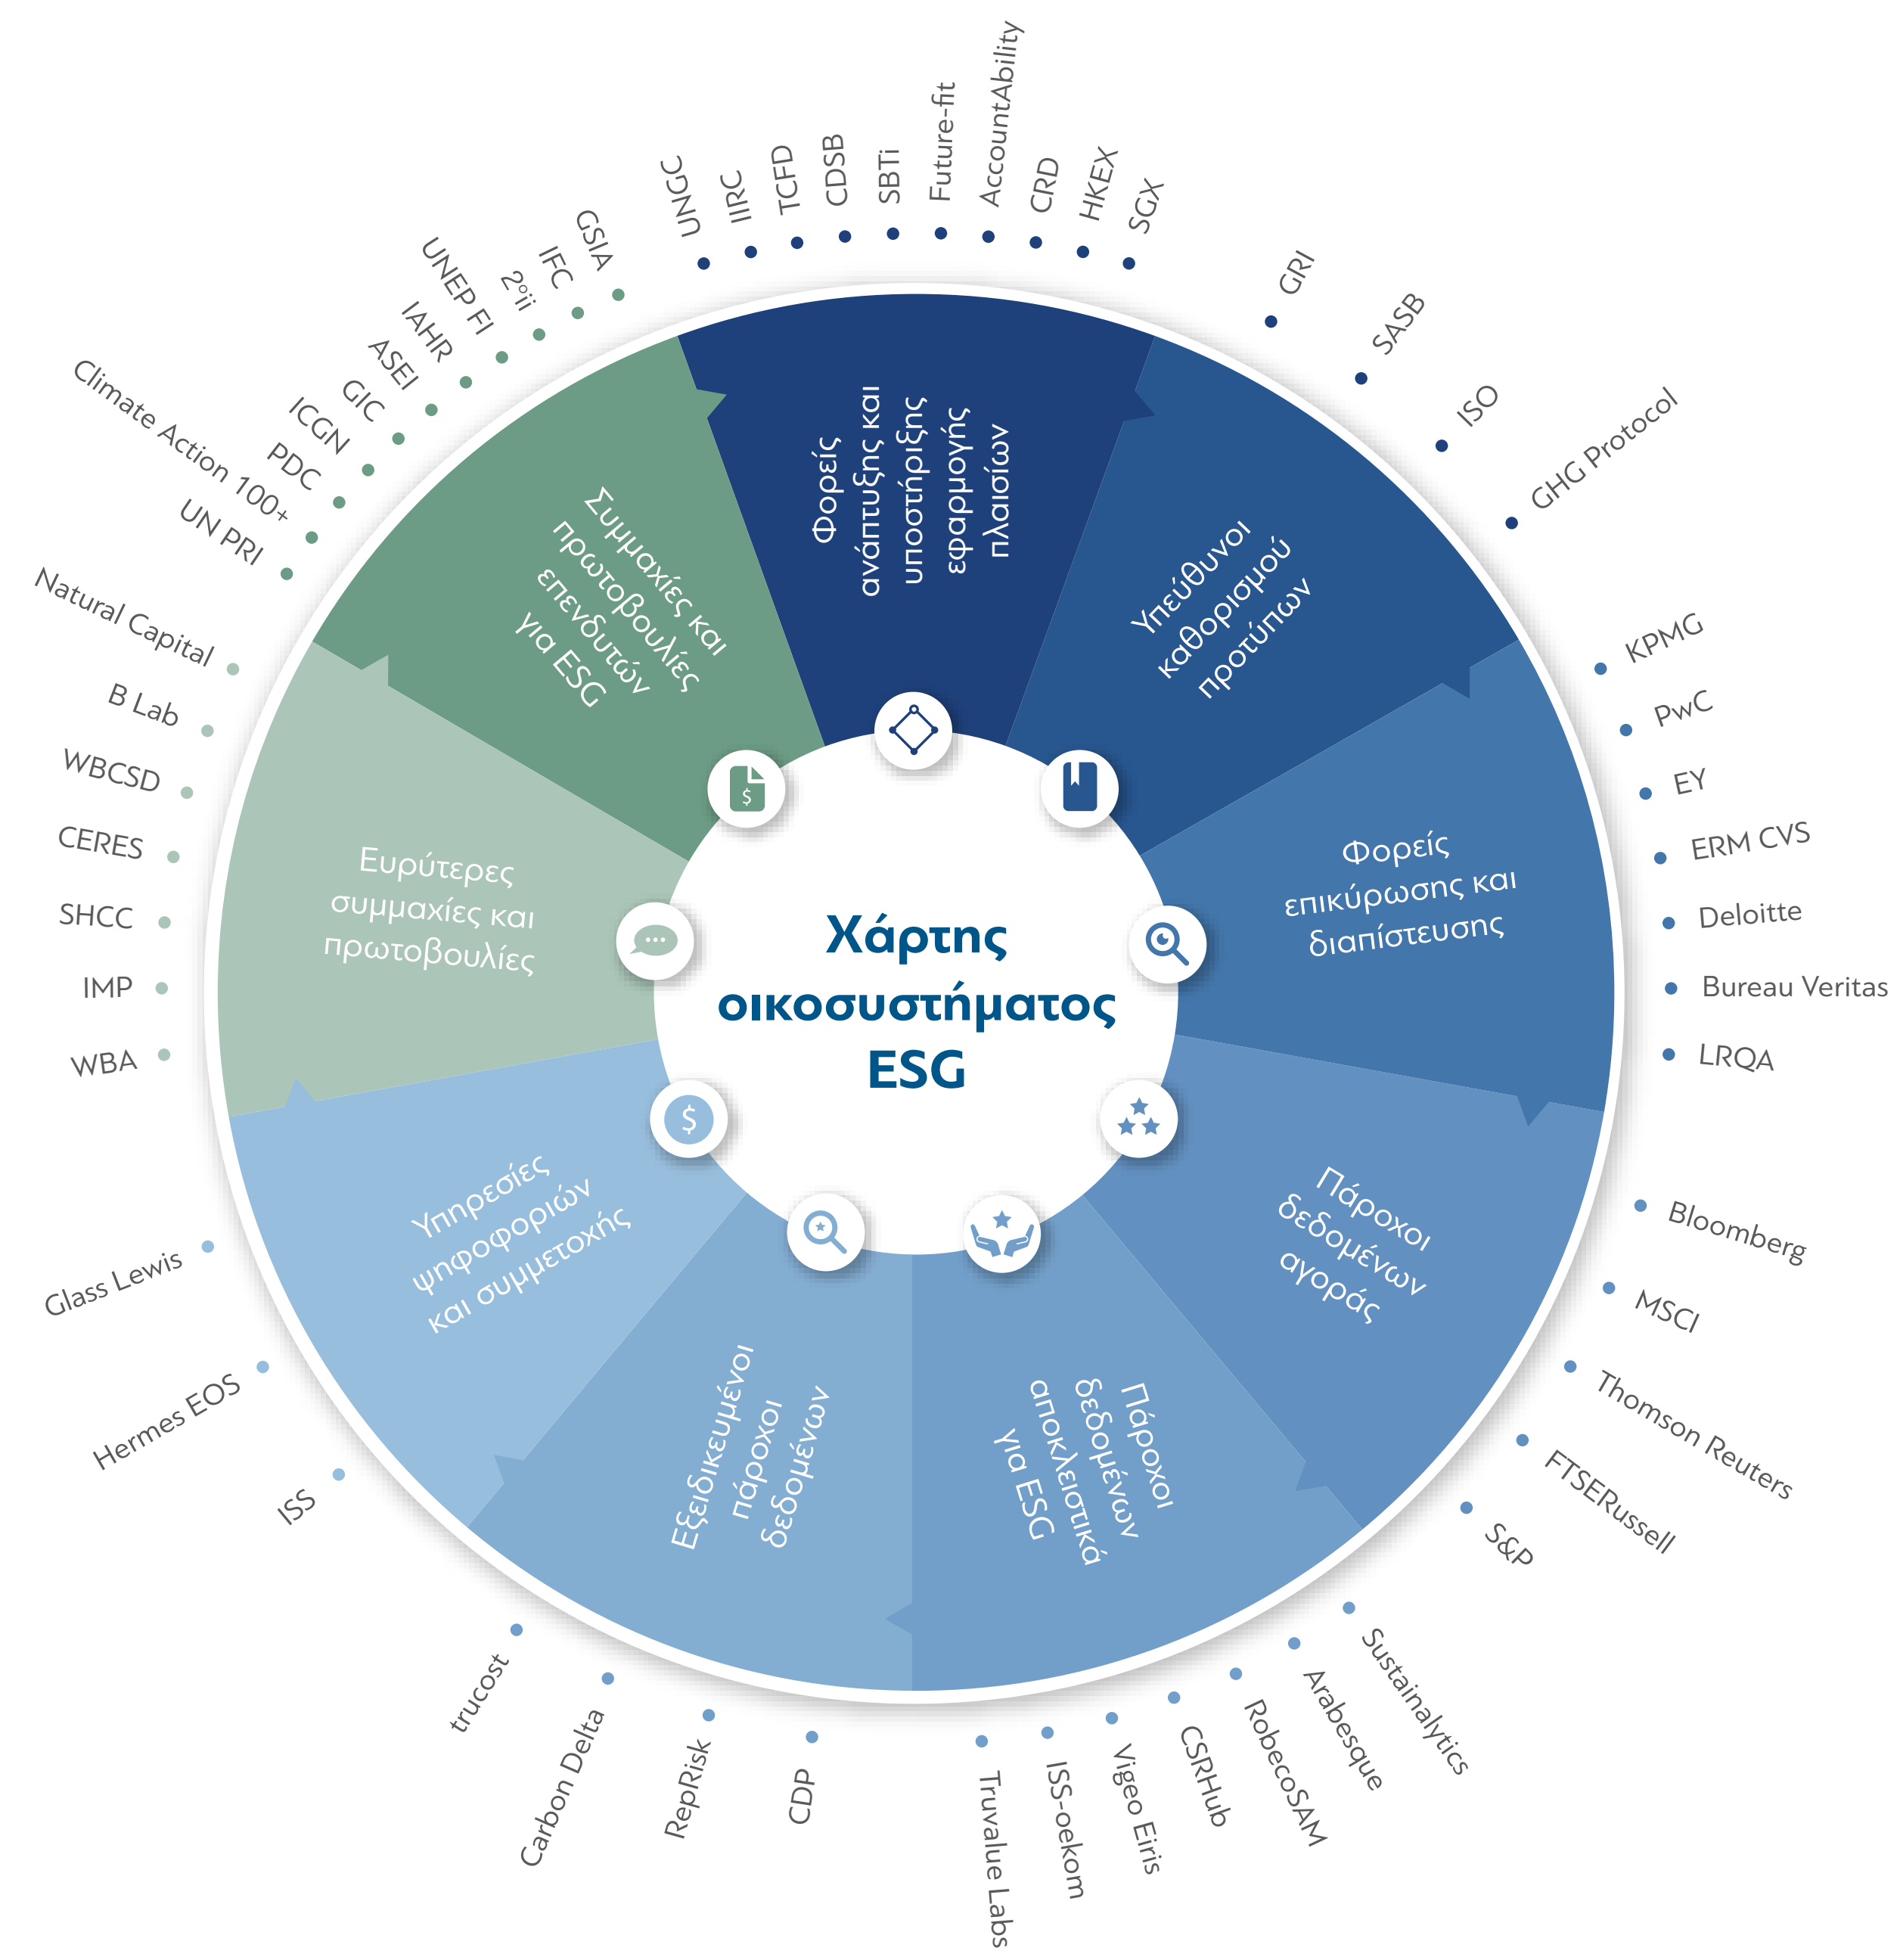 Χάρτης
οικοσυστήματος
ESG
Φορείς
ανάπτυξης και
υποστήριξης
εφαρμογής
πλαισίων
UNGC
IIRC
TCFD
CDSB
SBTi
Future-fit
AccountAbility
CRD
HKEX
SGX
Υπεύθυνοι
καθορισμού
προτύπων
GRI
SASB
ISO
GHG Protocol
Φορείς
επικύρωσης και
διαπίστευσης
KPMG
PwC
EY
ERM CVS
Deloitte
Bureau Veritas
LRQA
Πάροχοι
δεδομένων
αγοράς
Bloomberg
MSCI
Thomson Reuters
FTSERussell
S&P
Πάροχοι
δεδομένων
αποκλειστικά
για ESG
Sustainalytics
Arabesque
RobecoSAM
CSRHub
Vigeo Eiris
ISS-oekom
Truvalue Labs
Εξειδικευμένοι
πάροχοι
δεδομένων
CDP
RepRisk
Carbon Delta
trucost
Υπηρεσίες
ψηφοφοριών
και συμμετοχής
$
ISS
Hermes EOS
Glass Lewis
Ευρύτερες
συμμαχίες και
πρωτοβουλίες
WBA
IMP
SHCC
CERES
WBCSD
B Lab
Natural Capital
Συμμαχίες και
πρωτοβουλίες
επενδυτών
για ESG
$
UN PRI
Climate Action 100+
PDC
ICGN
GIC
ASEI
IAHR
UNEP FI
2°ii
IFC
GSIA